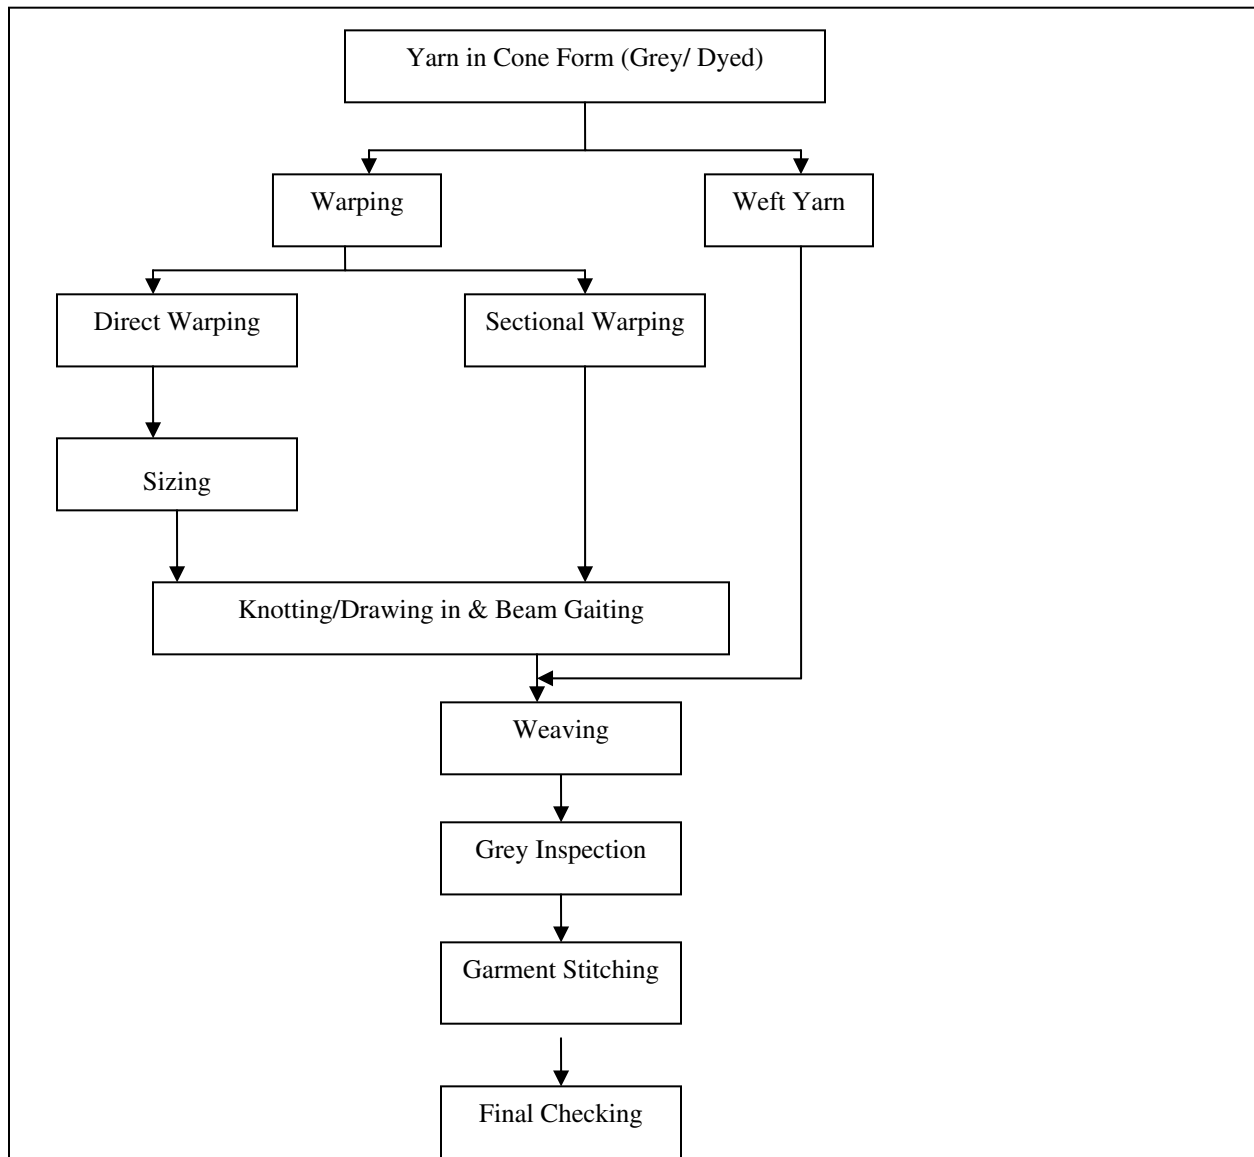 Yarn in Cone Form (Grey/ Dyed)
Warping
Weft Yarn
Direct Warping
Sectional Warping
Sizing
Knotting/Drawing in & Beam Gaiting
Weaving
Grey Inspection
Garment Stitching
Final Checking